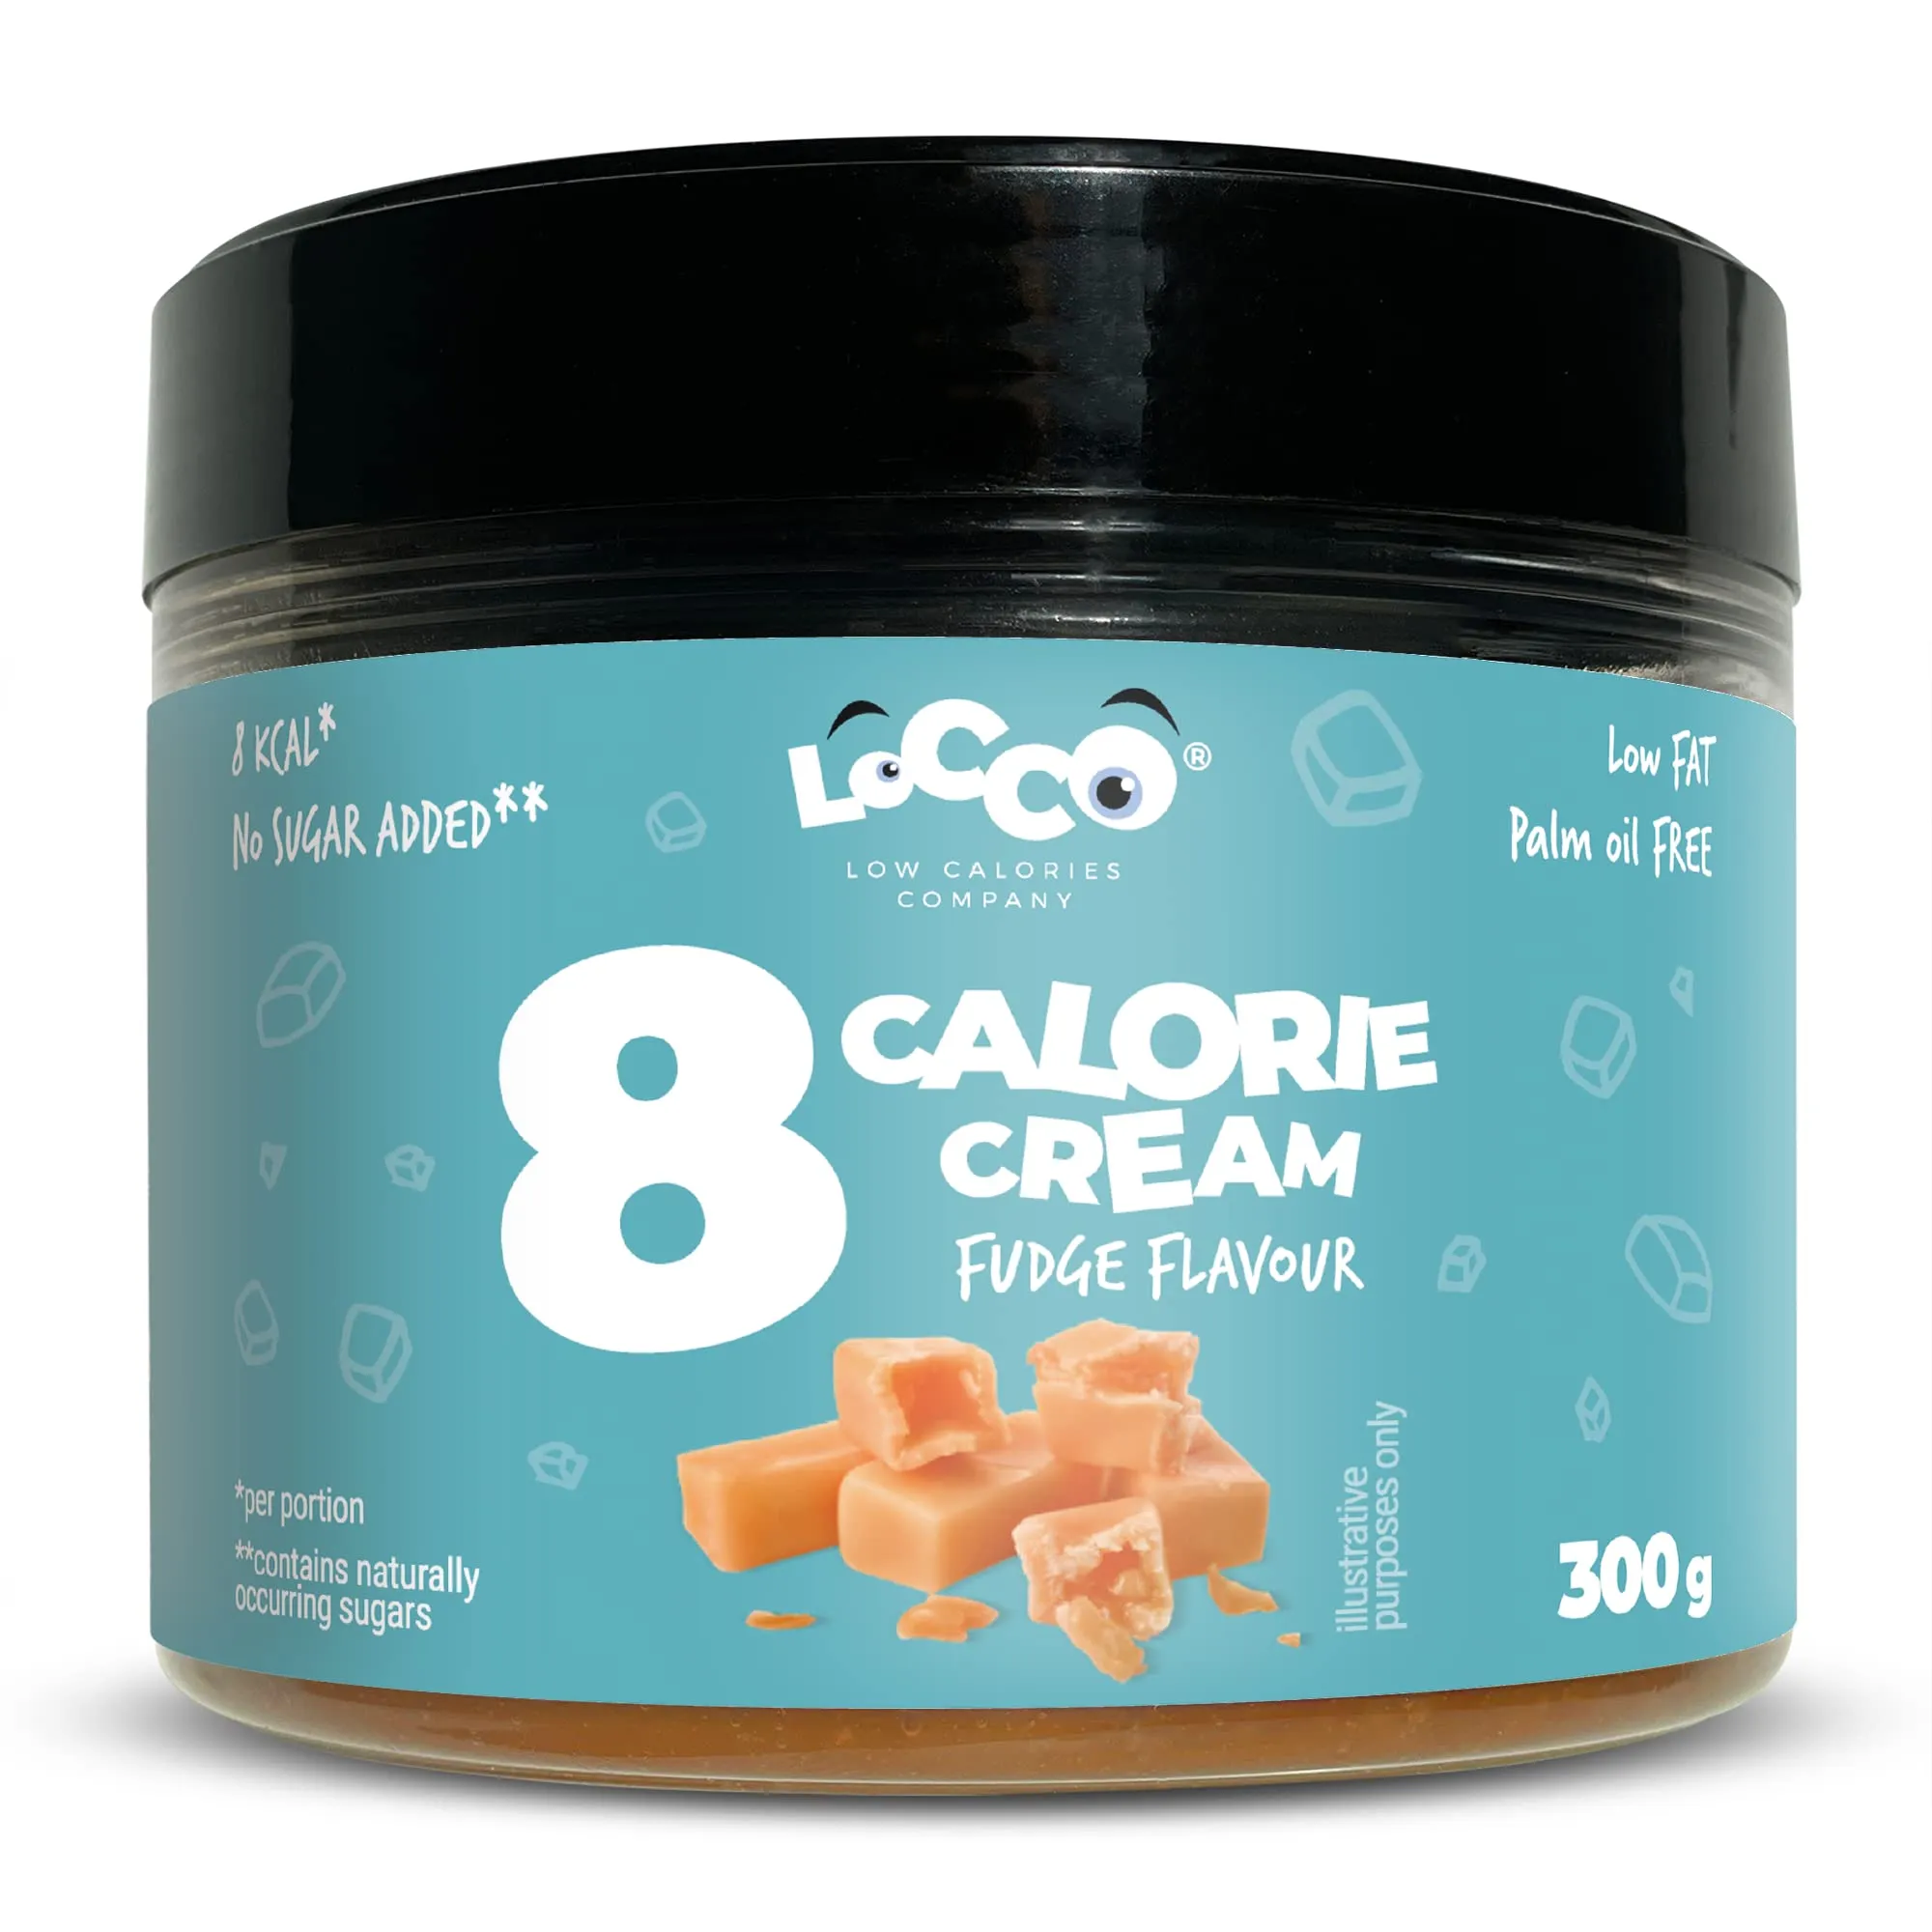 8 KCAL*
No SUGAR ADDED**
LOCCO®
LOW CALORIES
COMPANY
Low FAT
Palm oil FREE
8 CALORIE
CREAM
FUDGE FLAVOUR
*per portion
**contains naturally
occurring sugars
illustrative
purposes only
300g